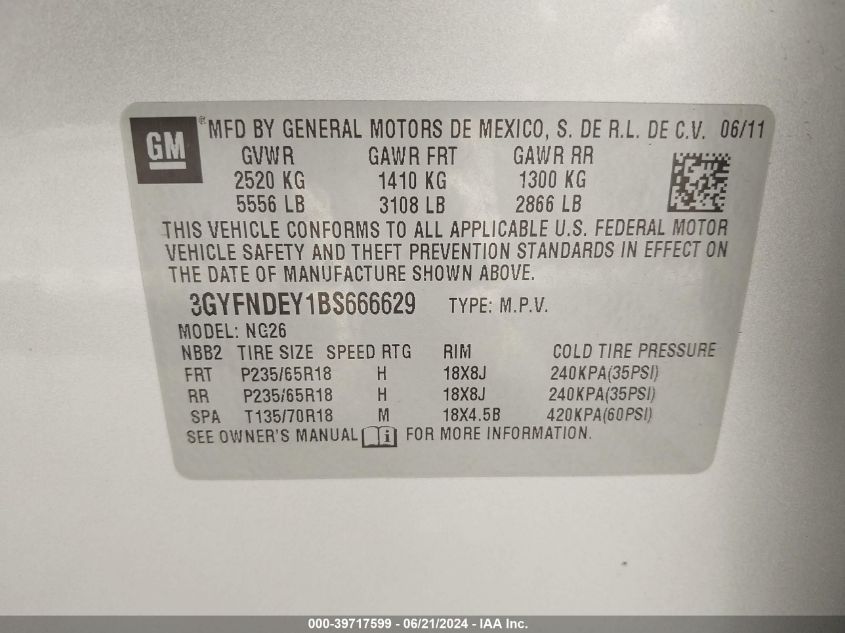 GM ® MFD BY GENERAL MOTORS DE MEXICO, S. DE R.L. DE C.V. 06/11
GVWR GAWR FRT GAWR RR
2520 KG 1410 KG 1300 KG
5556 LB 3108 LB 2866 LB
THIS VEHICLE CONFORMS TO ALL APPLICABLE U.S. FEDERAL MOTOR
VEHICLE SAFETY AND THEFT PREVENTION STANDARDS IN EFFECT ON
THE DATE OF MANUFACTURE SHOWN ABOVE.
3GYFNDEY1BS666629 TYPE: M.P.V.
MODEL: NG26
NBB2 TIRE SIZE SPEED RTG RIM COLD TIRE PRESSURE
FRT P235/65R18 H 18X8J 240KPA(35PSI)
RR P235/65R18 H 18X8J 240KPA(35PSI)
SPA T135/70R18 M 18X4.5B 420KPA(60PSI)
SEE OWNER'S MANUAL i FOR MORE INFORMATION.
000-39717599 - 06/21/2024 - IAA Inc.